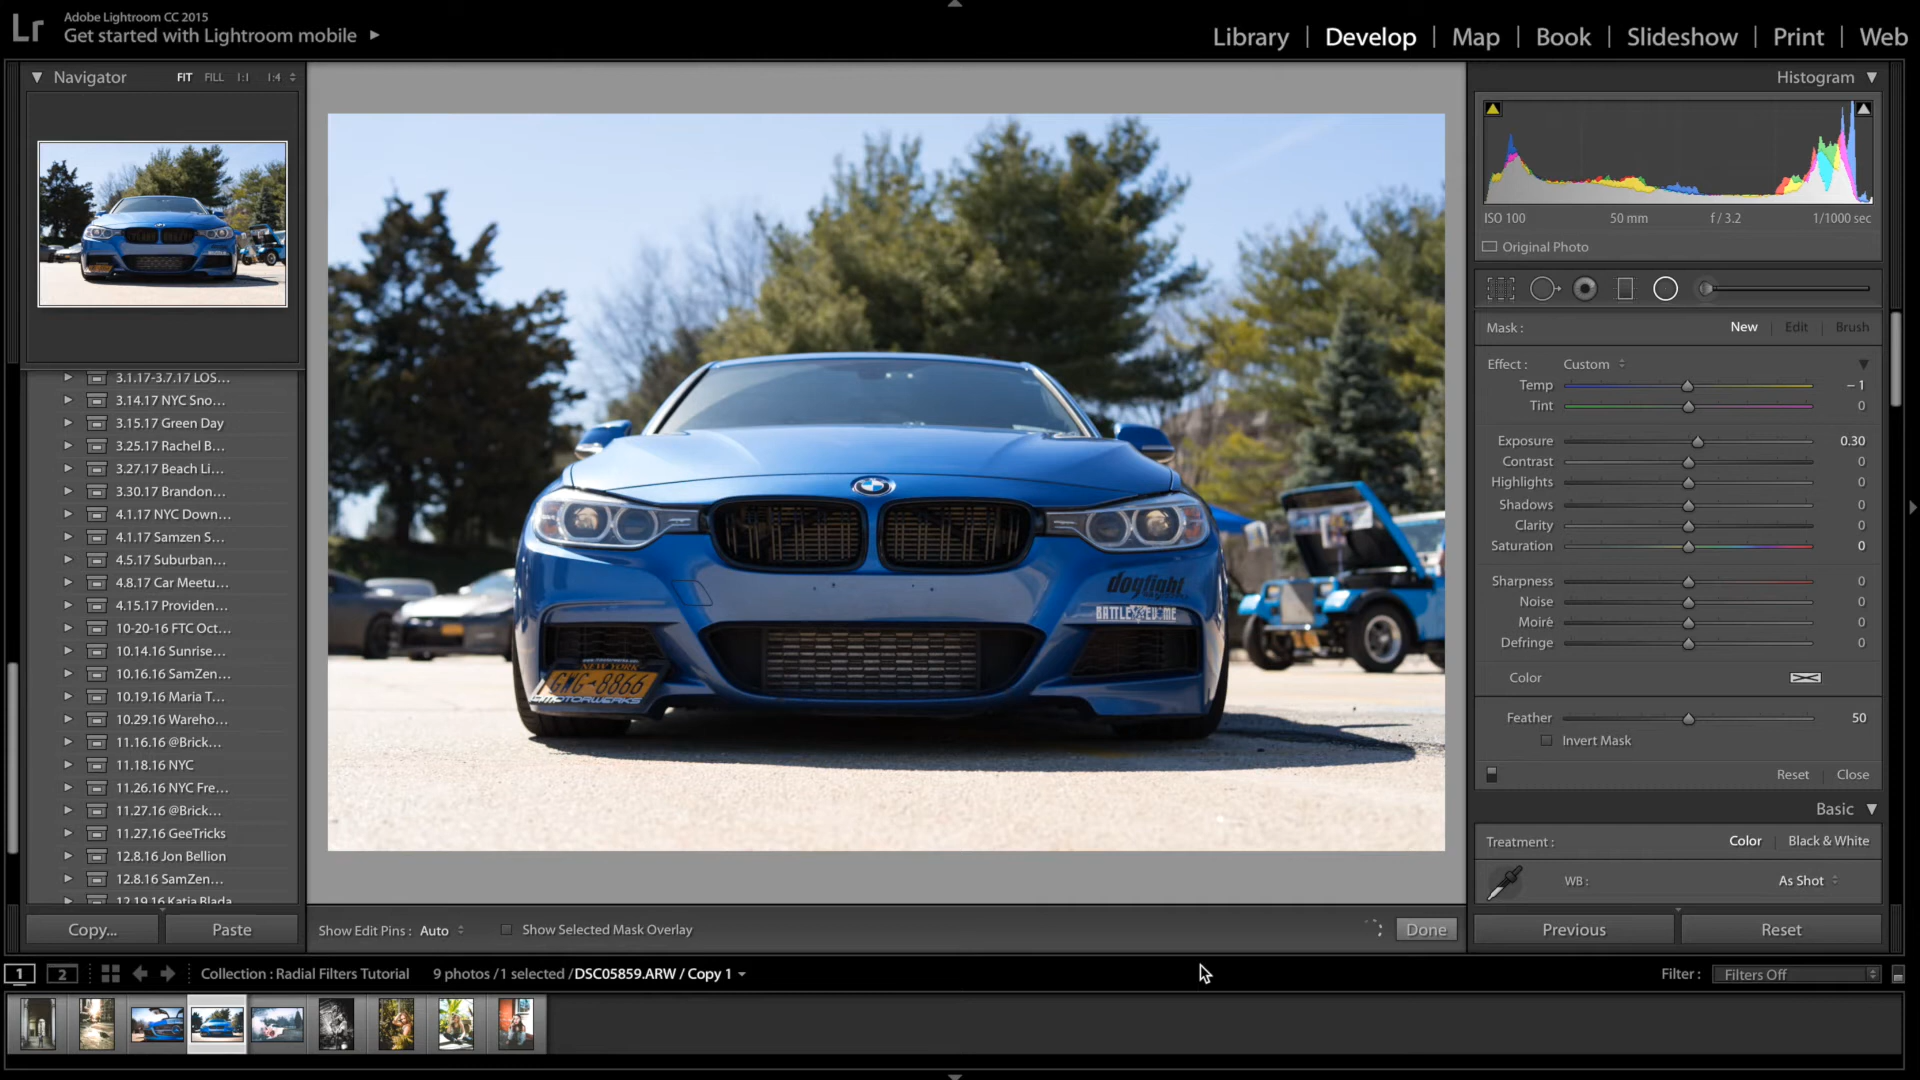 Lr
Adobe Lightroom CC 2015
Get started with Lightroom mobile
Library | Develop | Map | Book | Slideshow | Print | Web
Navigator FIT FILL 1:1 1:4
3.1.17-3.7.17 LOS...
3.14.17 NYC Sno...
3.15.17 Green Day
3.25.17 Rachel B...
3.27.17 Beach Li...
3.30.17 Brandon...
4.1.17 NYC Down...
4.1.17 Samzen S...
4.5.17 Suburban...
4.8.17 Car Meetu...
4.15.17 Providen...
10-20-16 FTC Oct...
10.14.16 Sunrise...
10.16.16 SamZen...
10.19.16 Maria T...
10.29.16 Wareho...
11.16.16 @Brick...
11.18.16 NYC
11.26.16 NYC Fre...
11.27.16 @Brick...
11.27.16 GeeTricks
12.8.16 Jon Bellion
12.8.16 SamZen...
12.19.16 Katia Blada
Copy... Paste
dogfight
NEW YORK
GWG-8866
MOTORWERKS
Show Edit Pins : Auto Show Selected Mask Overlay Done
Histogram
ISO 100 50 mm f / 3.2 1/1000 sec
Original Photo
Mask : New Edit Brush
Effect : Custom
Temp – 1
Tint 0
Exposure 0.30
Contrast 0
Highlights 0
Shadows 0
Clarity 0
Saturation 0
Sharpness 0
Noise 0
Moiré 0
Defringe 0
Color
Feather 50
Invert Mask
Reset Close
Basic
Treatment : Color Black & White
WB : As Shot
Previous Reset
1 2 Collection : Radial Filters Tutorial 9 photos /1 selected /DSC05859.ARW / Copy 1 Filter : Filters Off